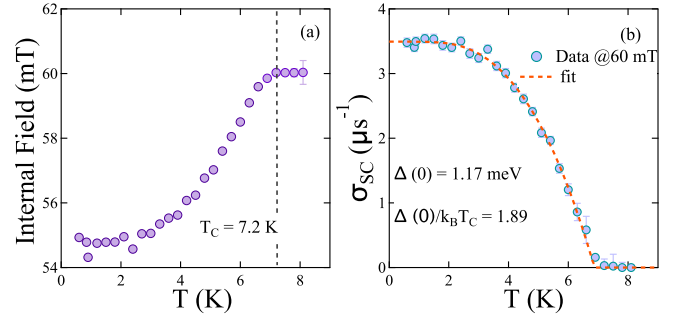 62
60
58
56
54
Internal Field (mT)
(a)
T_C = 7.2 K
0 2 4 6 8
T (K)
4
3
2
1
0
σ_SC (μs⁻¹)
(b)
Data @60 mT
fit
Δ (0) = 1.17 meV
Δ (0)/k_BT_C = 1.89
0 2 4 6 8
T (K)